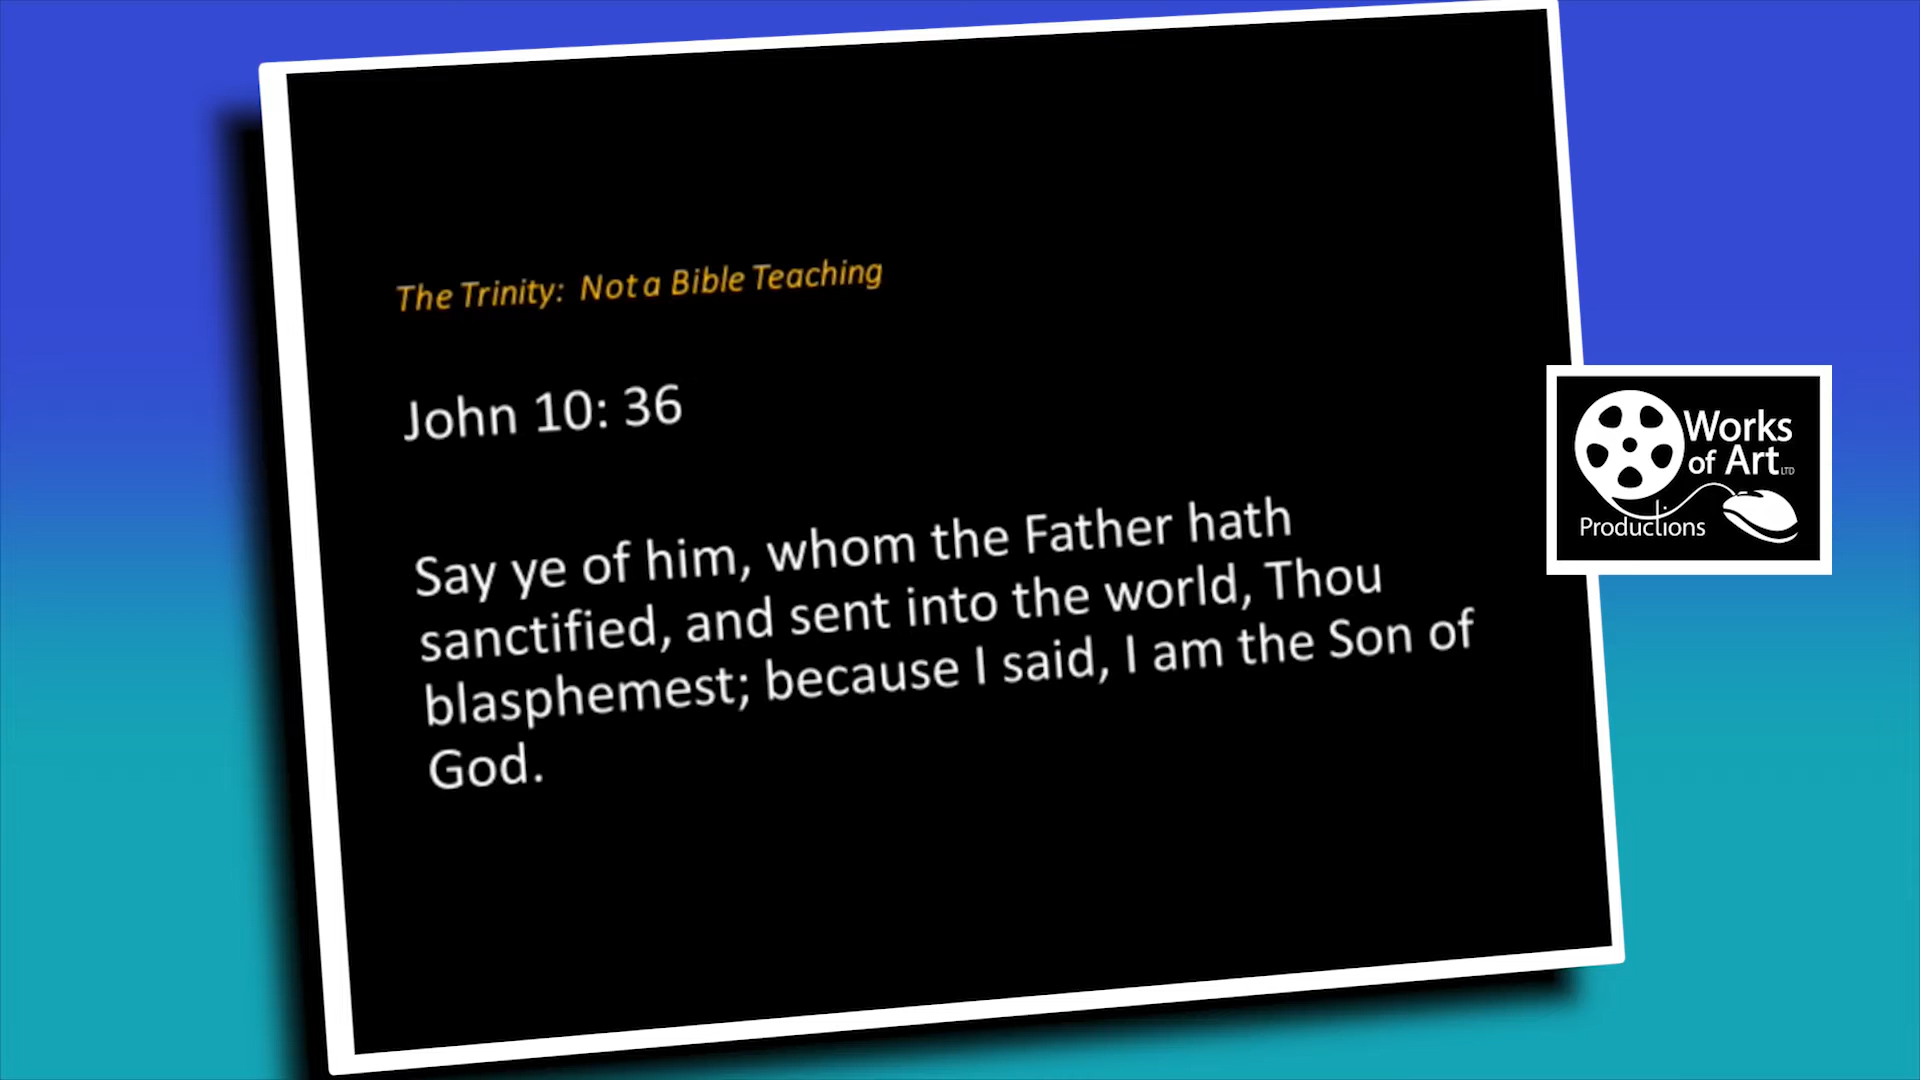 The Trinity: Not a Bible Teaching
John 10: 36
Say ye of him, whom the Father hath
sanctified, and sent into the world, Thou
blasphemest; because I said, I am the Son of
God.
Works
of Art LTD
Productions